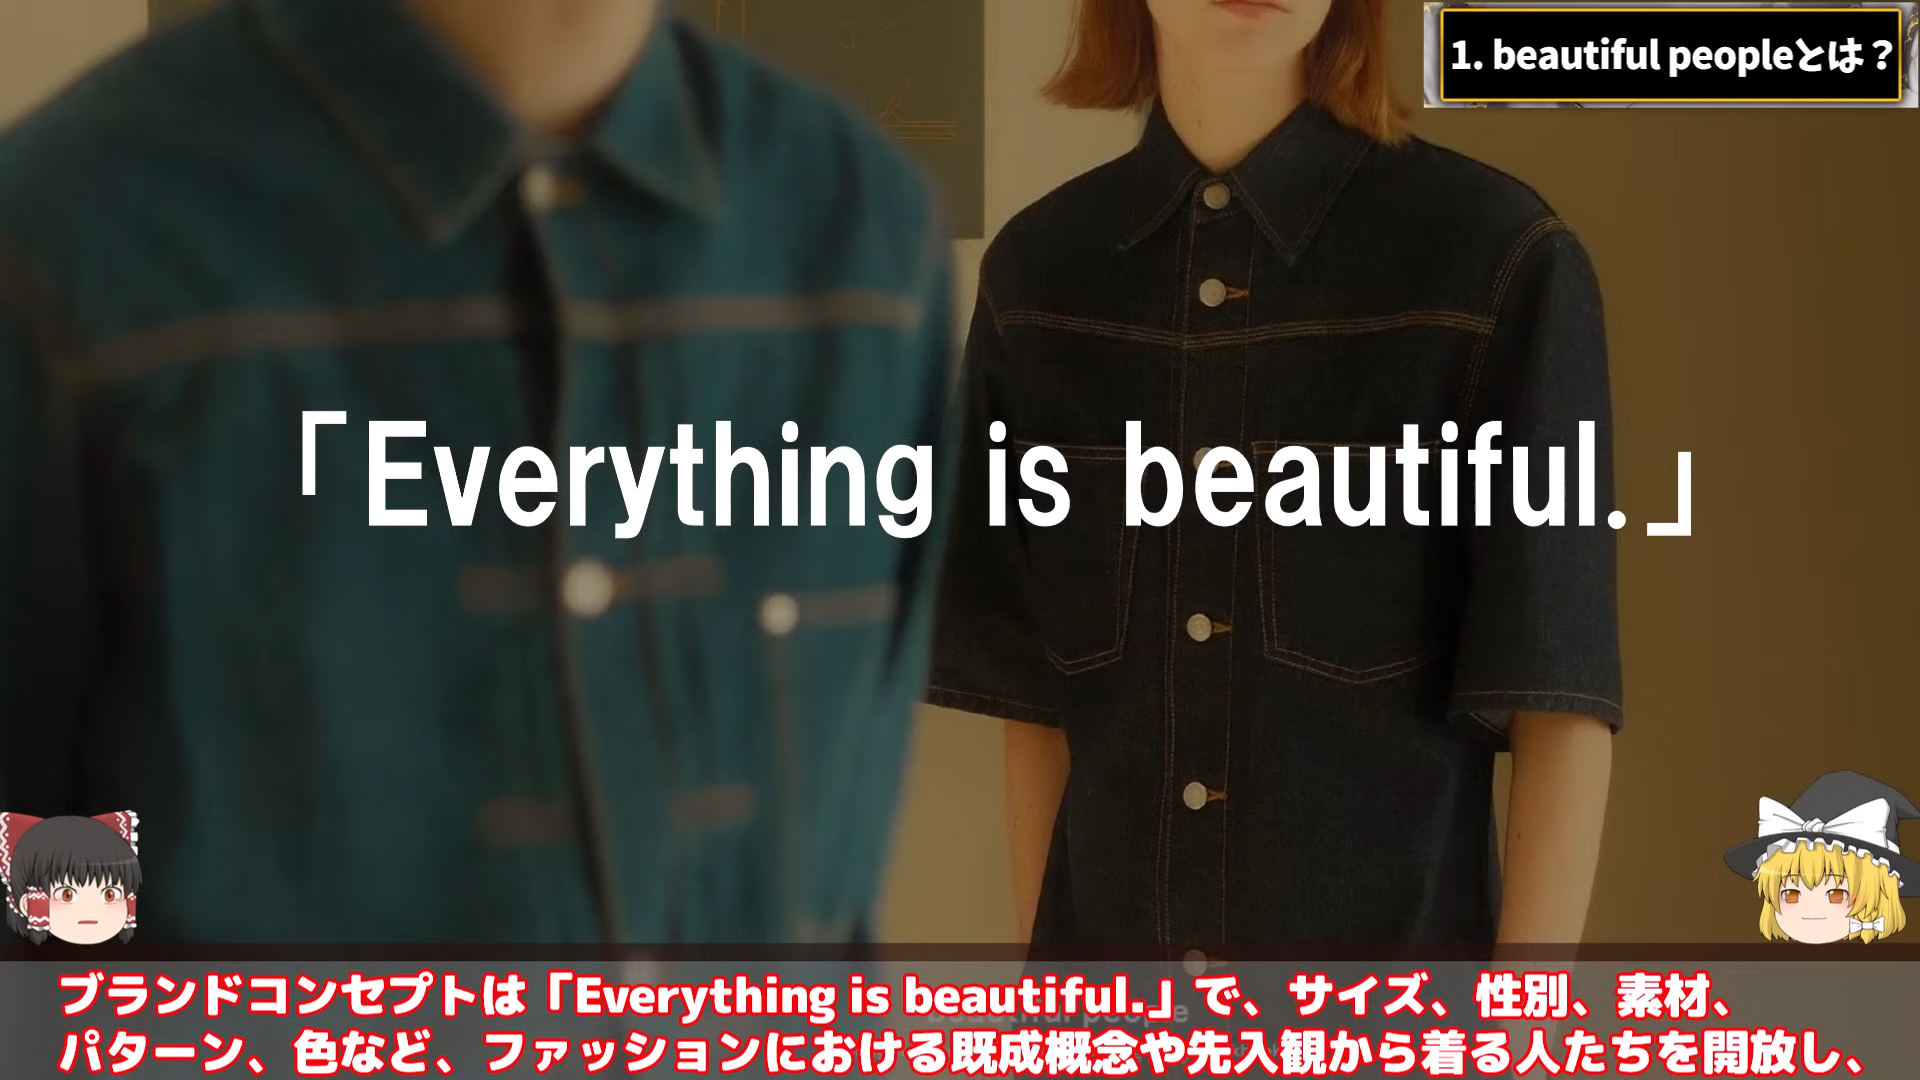 1. beautiful peopleとは？
「Everything is beautiful.」
ブランドコンセプトは「Everything is beautiful.」で、サイズ、性別、素材、
パターン、色など、ファッションにおける既成概念や先入観から着る人たちを開放し、